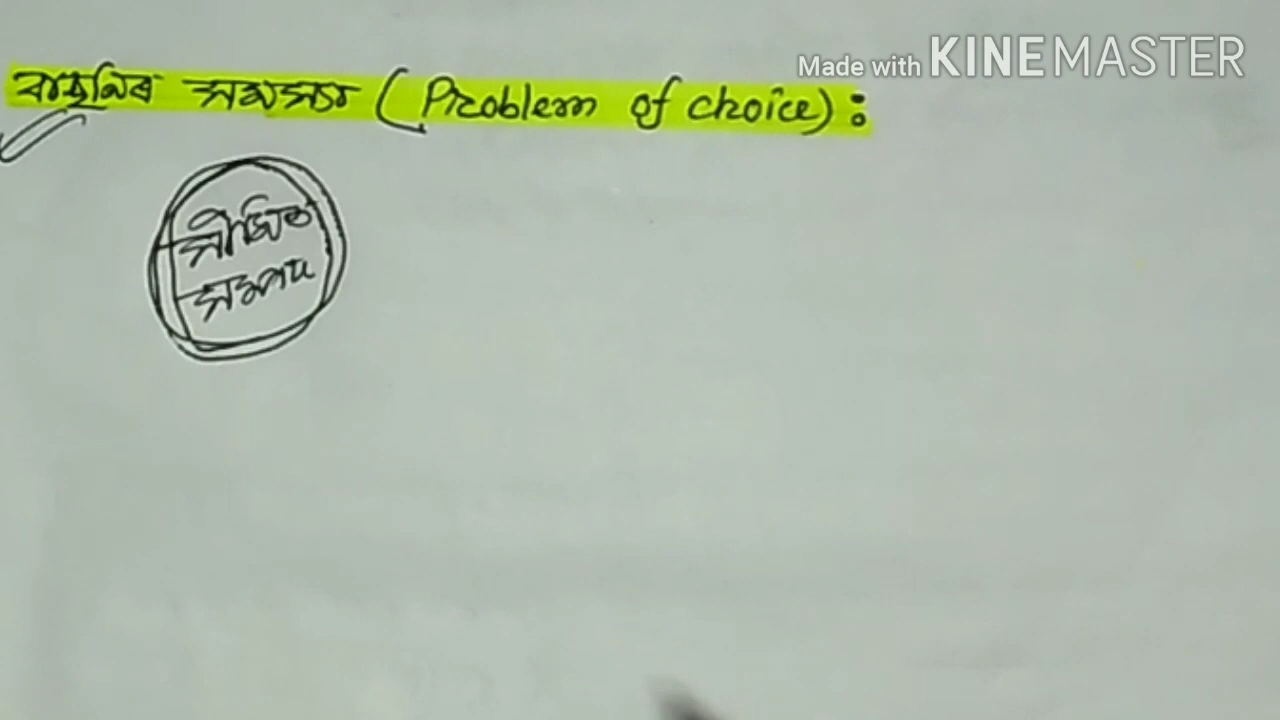 Made with KINEMASTER
বাছনিৰ সমস্যা (Problem of choice) :
সীমিত
সম্পদ